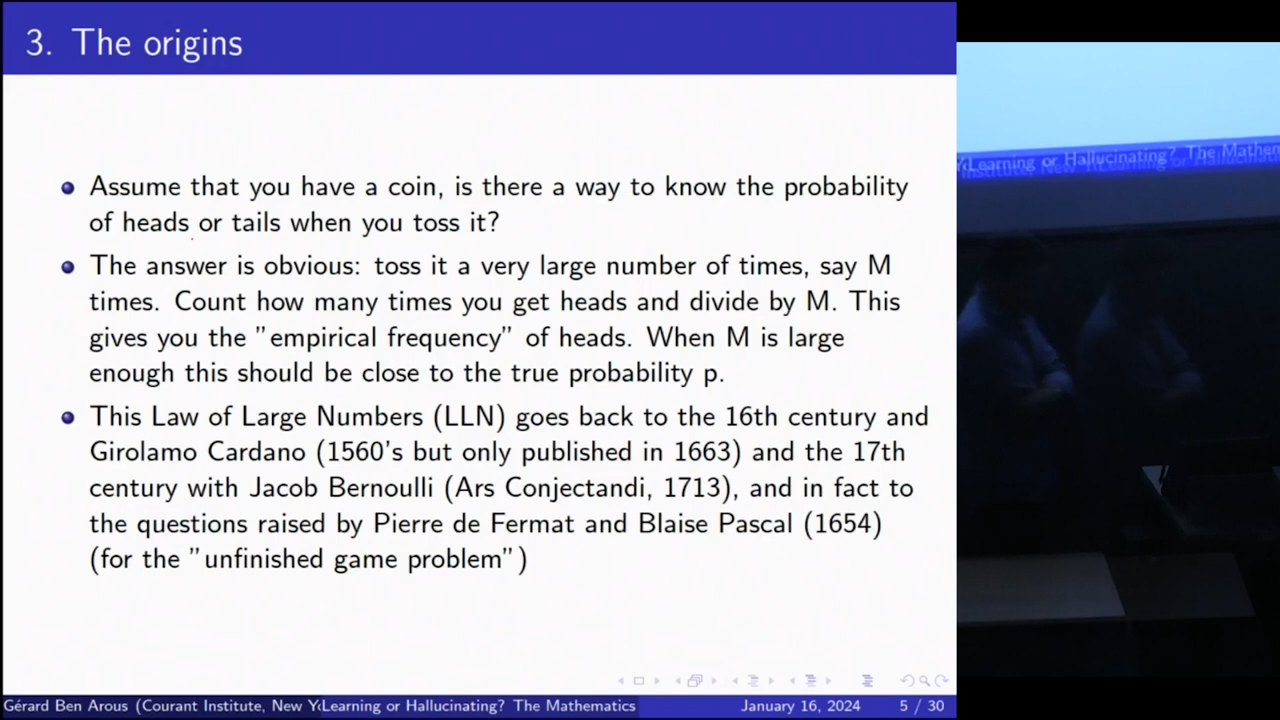 3. The origins
Assume that you have a coin, is there a way to know the probability
of heads or tails when you toss it?
The answer is obvious: toss it a very large number of times, say M
times. Count how many times you get heads and divide by M. This
gives you the "empirical frequency" of heads. When M is large
enough this should be close to the true probability p.
This Law of Large Numbers (LLN) goes back to the 16th century and
Girolamo Cardano (1560's but only published in 1663) and the 17th
century with Jacob Bernoulli (Ars Conjectandi, 1713), and in fact to
the questions raised by Pierre de Fermat and Blaise Pascal (1654)
(for the "unfinished game problem")
Gérard Ben Arous (Courant Institute, New Y Learning or Hallucinating? The Mathematics January 16, 2024 5 / 30
Learning or Hallucinating? The Mathem